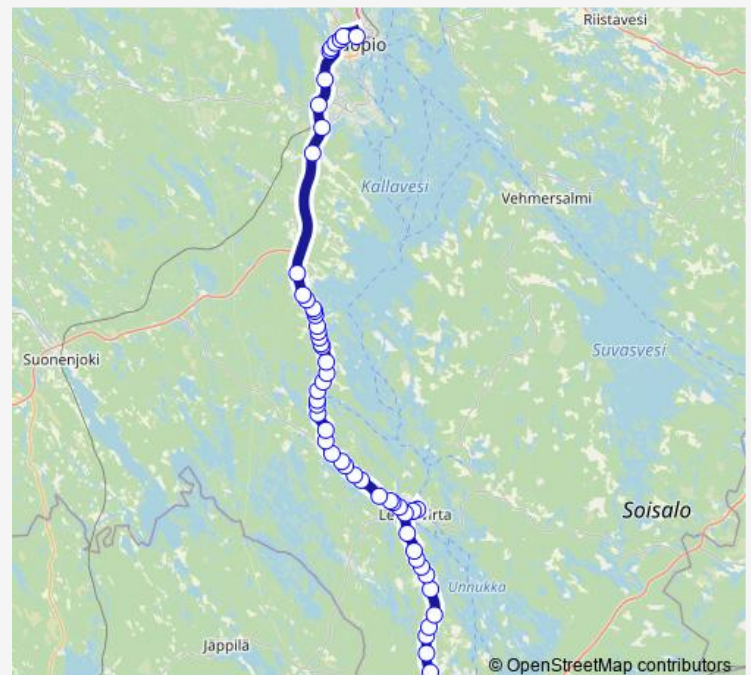 Riistavesi
Kallavesi
Vehmersalmi
Suvasvesi
Suonenjoki
Soisalo
Unnukka
Jäppilä
© OpenStreetMap contributors